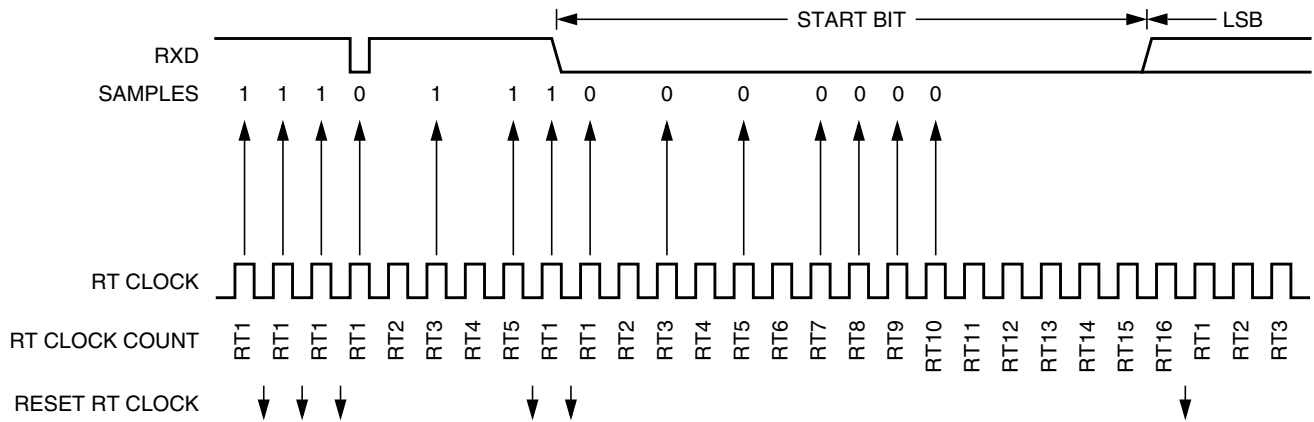 START BIT LSB
RXD
SAMPLES 1 1 1 0 1 1 1 0 0 0 0 0 0 0
RT CLOCK
RT CLOCK COUNT RT1 RT1 RT1 RT1 RT2 RT3 RT4 RT5 RT1 RT1 RT2 RT3 RT4 RT5 RT6 RT7 RT8 RT9 RT10 RT11 RT12 RT13 RT14 RT15 RT16 RT1 RT2 RT3
RESET RT CLOCK